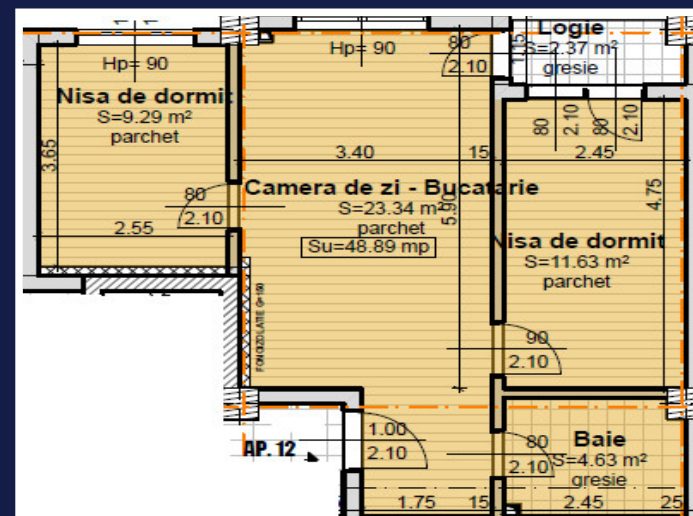 Logie
S=2.37 m²
gresie
1.15
80
2.10
Hp= 90
Hp= 90
Nisa de dormit
S=9.29 m²
parchet
3.65
2.55
80
2.10
3.40
15
2.45
80
2.10
80
2.10
Camera de zi - Bucatarie
S=23.34 m²
parchet
Su=48.89 mp
5.90
4.75
Nisa de dormit
S=11.63 m²
parchet
90
2.10
AP. 12
1.00
2.10
80
2.10
Baie
S=4.63 m²
gresie
1.75
15
2.45
25